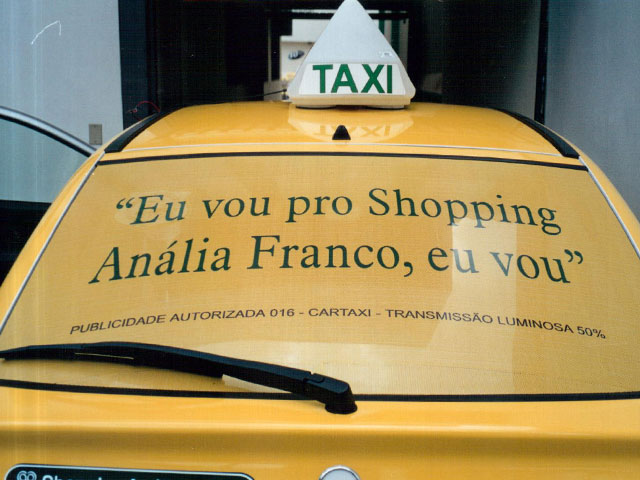 TAXI
“Eu vou pro Shopping
Anália Franco, eu vou”
PUBLICIDADE AUTORIZADA 016 - CARTAXI - TRANSMISSÃO LUMINOSA 50%